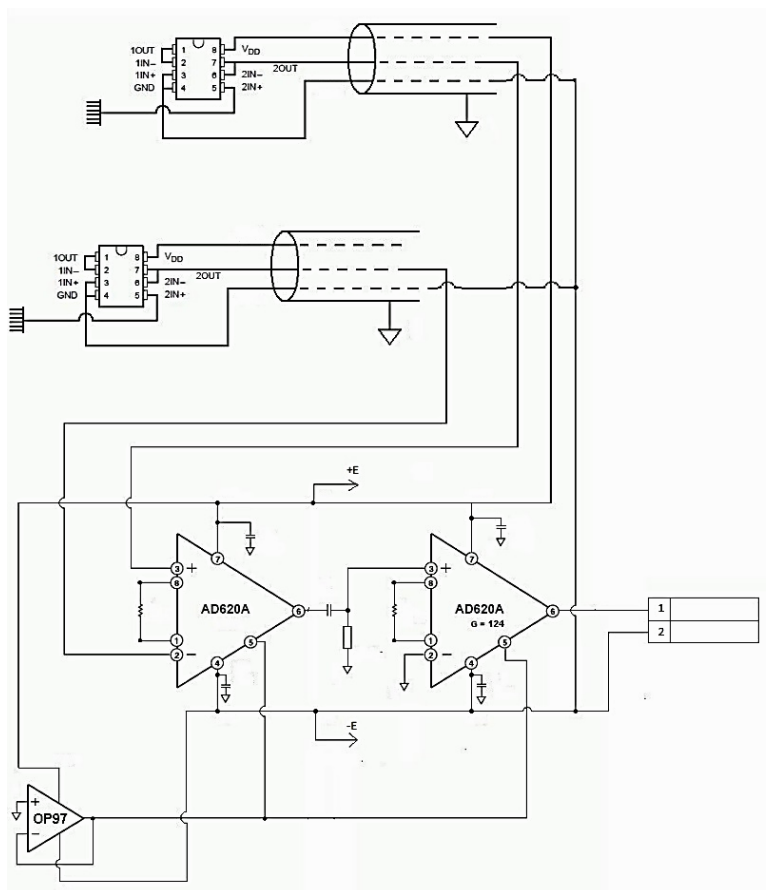 1OUT 1 8 VDD
1IN− 2 7 2OUT
1IN+ 3 6 2IN−
GND 4 5 2IN+
1OUT 1 8 VDD
1IN− 2 7 2OUT
1IN+ 3 6 2IN−
GND 4 5 2IN+
+E
7 7
3 + 3 +
8 8
AD620A 6 AD620A 6 1
G = 124
1 5 1 5 2
2 − 2 −
4 4
-E
+
OP97
−